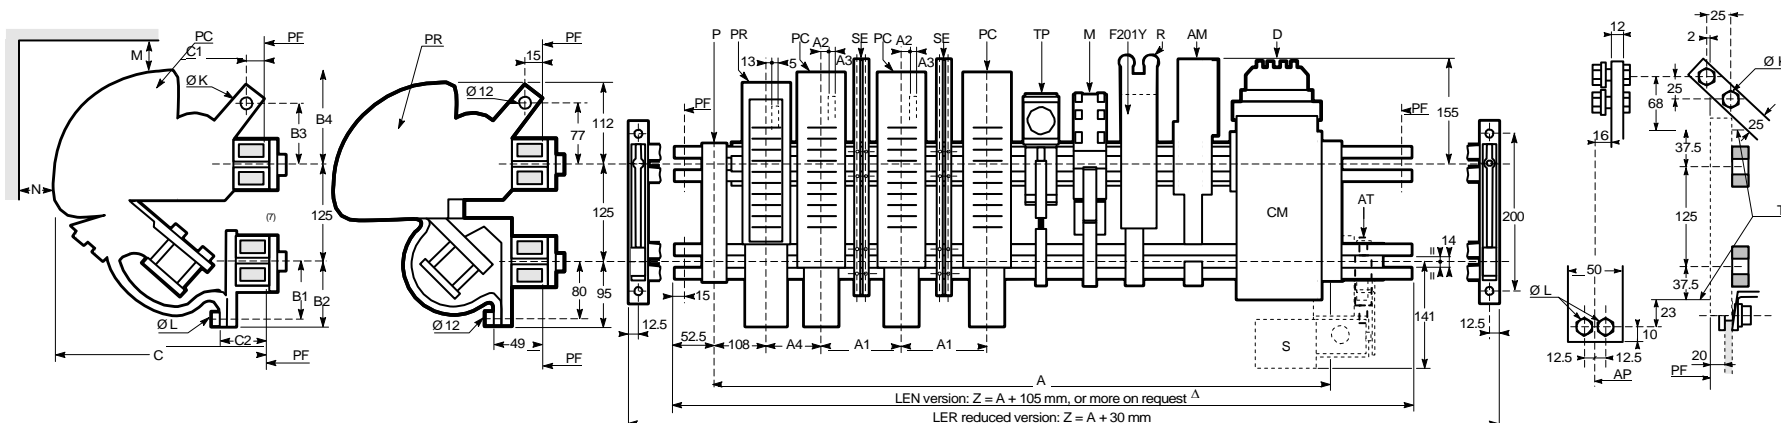 PC
C1
PF
M
ØK
B4
B3
N
(7)
125
B1
B2
ØL
C2
C
PF
PR
PF
15
Ø12
112
77
125
80
95
Ø12
49
PF
P
PR
PC
A2
SE
PC
A2
SE
PC
TP
M
F201Y
R
AM
D
13
5
A3
A3
PF
PF
155
CM
AT
200
14
=
=
15
12.5
52.5
108
A4
A1
A1
141
S
12.5
A
LEN version: Z = A + 105 mm, or more on request Δ
LER reduced version: Z = A + 30 mm
12
25
2
25
68
25
16
37.5
125
50
37.5
ØL
23
10
12.5
12.5
20
AP
PF